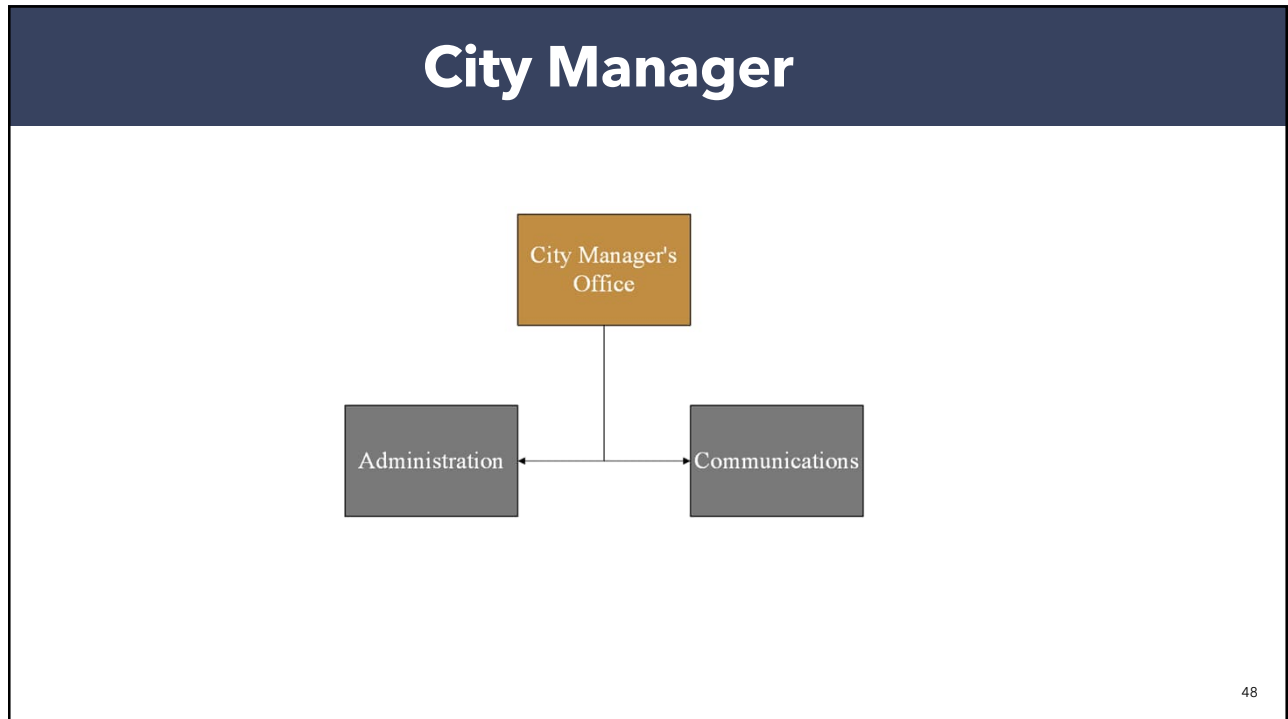 City Manager
City Manager's
Office
Administration
Communications
48